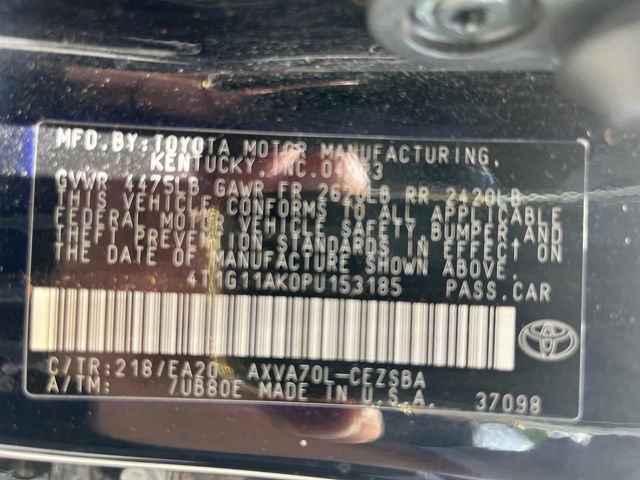 MFD.BY:TOYOTA MOTOR MANUFACTURING,
KENTUCKY, INC.
GVWR 4475LB GAWR FR LB RR 2420LB
THIS VEHICLE CONFORMS TO ALL APPLICABLE
FEDERAL MOTOR VEHICLE SAFETY BUMPER AND
THEFT PREVENTION STANDARDS IN EFFECT ON
THE DATE OF MANUFACTURE SHOWN ABOVE.
PASS.CAR
C/TR:218/EA20 AXVA70L-CEZSBA
A/TM: 7UB80E MADE IN U.S.A. 37098